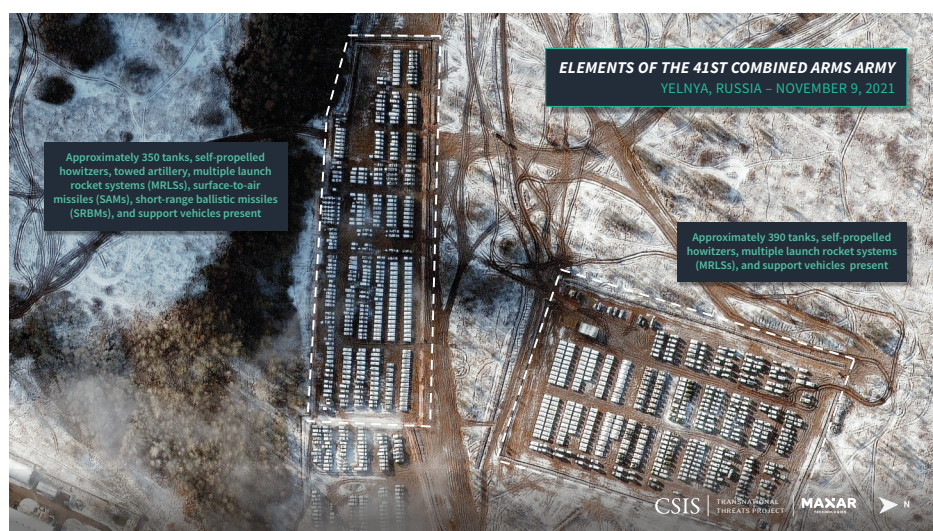 ELEMENTS OF THE 41ST COMBINED ARMS ARMY
YELNYA, RUSSIA – NOVEMBER 9, 2021
Approximately 350 tanks, self-propelled
howitzers, towed artillery, multiple launch
rocket systems (MRLSs), surface-to-air
missiles (SAMs), short-range ballistic missiles
(SRBMs), and support vehicles present
Approximately 390 tanks, self-propelled
howitzers, multiple launch rocket systems
(MRLSs), and support vehicles present
CSIS
TRANSNATIONAL
THREATS PROJECT
MAXAR
TECHNOLOGIES
N